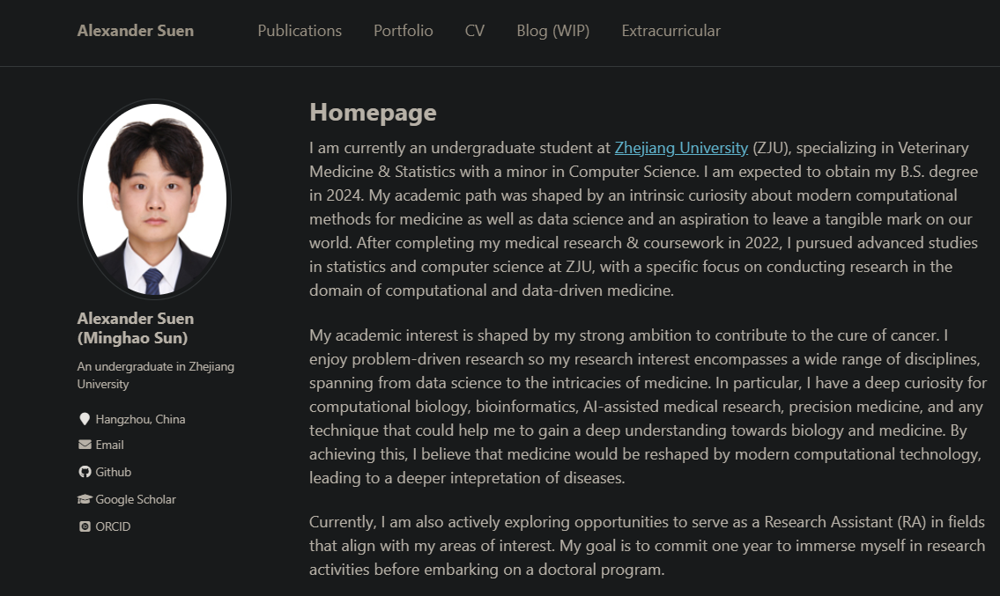 Alexander Suen
Publications
Portfolio
CV
Blog (WIP)
Extracurricular
Alexander Suen
(Minghao Sun)
An undergraduate in Zhejiang
University
Hangzhou, China
Email
Github
Google Scholar
ORCID
Homepage
I am currently an undergraduate student at Zhejiang University (ZJU), specializing in Veterinary
Medicine & Statistics with a minor in Computer Science. I am expected to obtain my B.S. degree
in 2024. My academic path was shaped by an intrinsic curiosity about modern computational
methods for medicine as well as data science and an aspiration to leave a tangible mark on our
world. After completing my medical research & coursework in 2022, I pursued advanced studies
in statistics and computer science at ZJU, with a specific focus on conducting research in the
domain of computational and data-driven medicine.
My academic interest is shaped by my strong ambition to contribute to the cure of cancer. I
enjoy problem-driven research so my research interest encompasses a wide range of disciplines,
spanning from data science to the intricacies of medicine. In particular, I have a deep curiosity for
computational biology, bioinformatics, AI-assisted medical research, precision medicine, and any
technique that could help me to gain a deep understanding towards biology and medicine. By
achieving this, I believe that medicine would be reshaped by modern computational technology,
leading to a deeper intepretation of diseases.
Currently, I am also actively exploring opportunities to serve as a Research Assistant (RA) in fields
that align with my areas of interest. My goal is to commit one year to immerse myself in research
activities before embarking on a doctoral program.